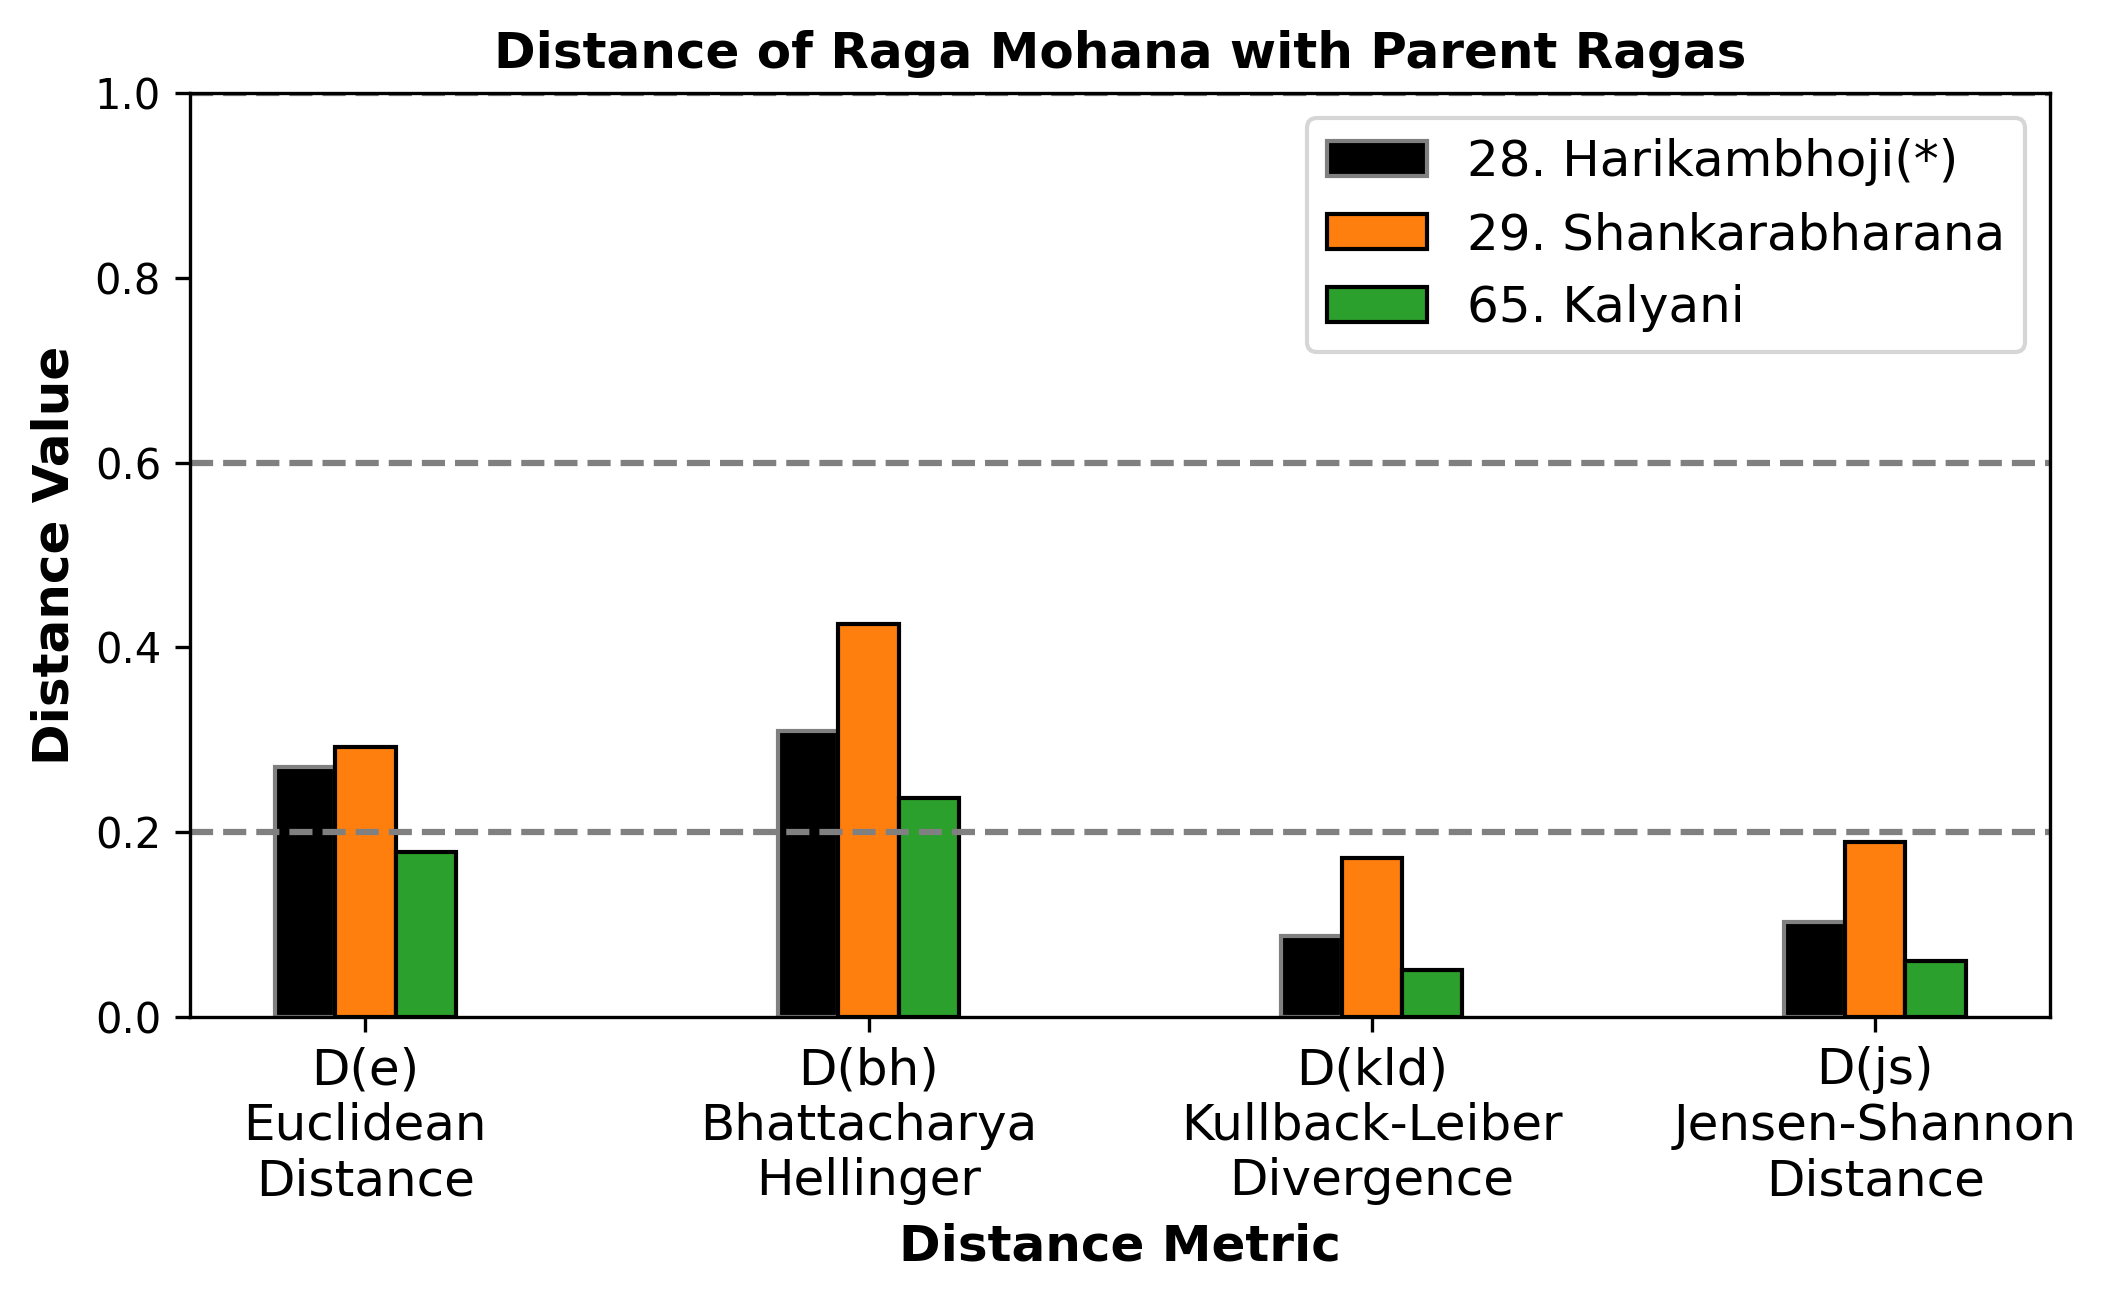 Distance of Raga Mohana with Parent Ragas
1.0
0.8
0.6
0.4
0.2
0.0
Distance Value
28. Harikambhoji(*)
29. Shankarabharana
65. Kalyani
D(e)
Euclidean
Distance
D(bh)
Bhattacharya
Hellinger
D(kld)
Kullback-Leiber
Divergence
D(js)
Jensen-Shannon
Distance
Distance Metric